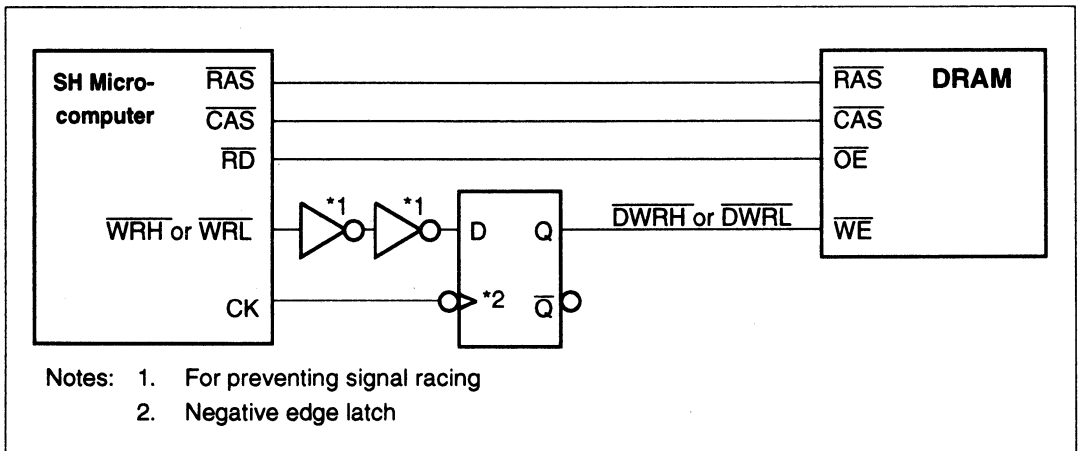 SH Micro-
computer
RAS
CAS
RD
WRH or WRL
CK
*1
*1
D
Q
*2
Q
DWRH or DWRL
RAS
DRAM
CAS
OE
WE
Notes: 1. For preventing signal racing
2. Negative edge latch